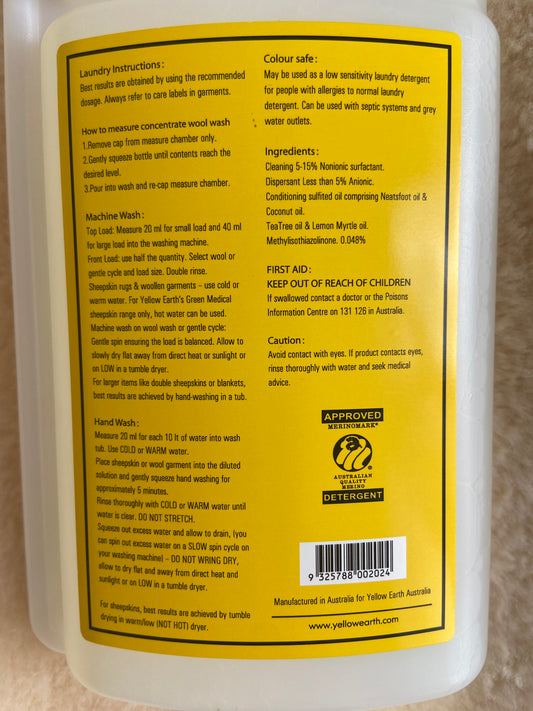 Laundry Instructions :
Best results are obtained by using the recommended
dosage. Always refer to care labels in garments.
How to measure concentrate wool wash
1.Remove cap from measure chamber only.
2.Gently squeeze bottle until contents reach the
desired level.
3.Pour into wash and re-cap measure chamber.
Machine Wash :
Top Load: Measure 20 ml for small load and 40 ml
for large load into the washing machine.
Front Load: use half the quantity. Select wool or
gentle cycle and load size. Double rinse.
Sheepskin rugs & woollen garments - use cold or
warm water. For Yellow Earth's Green Medical
sheepskin range only, hot water can be used.
Machine wash on wool wash or gentle cycle:
Gentle spin ensuring the load is balanced. Allow to
slowly dry flat away from direct heat or sunlight or
on LOW in a tumble dryer.
For larger items like double sheepskins or blankets,
best results are achieved by hand-washing in a tub.
Hand Wash :
Measure 20 ml for each 10 lt of water into wash
tub. Use COLD or WARM water.
Place sheepskin or wool garment into the diluted
solution and gently squeeze hand washing for
approximately 5 minutes.
Rinse thoroughly with COLD or WARM water until
water is clear. DO NOT STRETCH.
Squeeze out excess water and allow to drain, (you
can spin out excess water on a SLOW spin cycle on
your washing machine) - DO NOT WRING DRY,
allow to dry flat and away from direct heat and
sunlight or on LOW in a tumble dryer.
For sheepskins, best results are achieved by tumble
drying in warm/low (NOT HOT) dryer.
Colour safe :
May be used as a low sensitivity laundry detergent
for people with allergies to normal laundry
detergent. Can be used with septic systems and grey
water outlets.
Ingredients :
Cleaning 5-15% Nonionic surfactant.
Dispersant Less than 5% Anionic.
Conditioning sulfited oil comprising Neatsfoot oil &
Coconut oil.
TeaTree oil & Lemon Myrtle oil.
Methylisothiazolinone. 0.048%
FIRST AID :
KEEP OUT OF REACH OF CHILDREN
If swallowed contact a doctor or the Poisons
Information Centre on 131 126 in Australia.
Caution :
Avoid contact with eyes. If product contacts eyes,
rinse thoroughly with water and seek medical
advice.
APPROVED
MERINOMARK®
AUSTRALIAN
QUALITY
MERINO
DETERGENT
9 325788 002024
Manufactured in Australia for Yellow Earth Australia
www.yellowearth.com